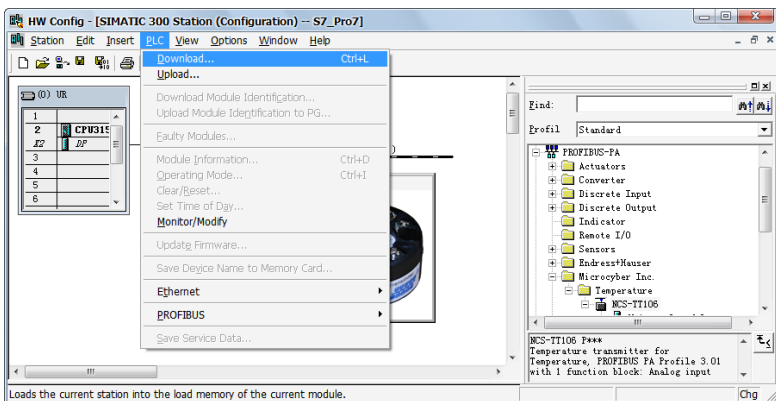 HW Config - [SIMATIC 300 Station (Configuration) -- S7_Pro7]
Station Edit Insert PLC View Options Window Help
Download... Ctrl+L
Upload...
Download Module Identification...
Upload Module Identification to PG...
Faulty Modules...
Module Information... Ctrl+D
Operating Mode... Ctrl+I
Clear/Reset...
Set Time of Day...
Monitor/Modify
Update Firmware...
Save Device Name to Memory Card...
Ethernet
PROFIBUS
Save Service Data...
(0) UR
1
2 CPU315
X2 DP
3
4
5
6
)
Find:
Profil Standard
PROFIBUS-PA
Actuators
Converter
Discrete Input
Discrete Output
Indicator
Remote I/O
Sensors
Endress+Hauser
Microcyber Inc.
Temperature
NCS-TT106
NCS-TT106 P***
Temperature transmitter for
Temperature, PROFIBUS PA Profile 3.01
with 1 function block: Analog input
Loads the current station into the load memory of the current module.
Chg